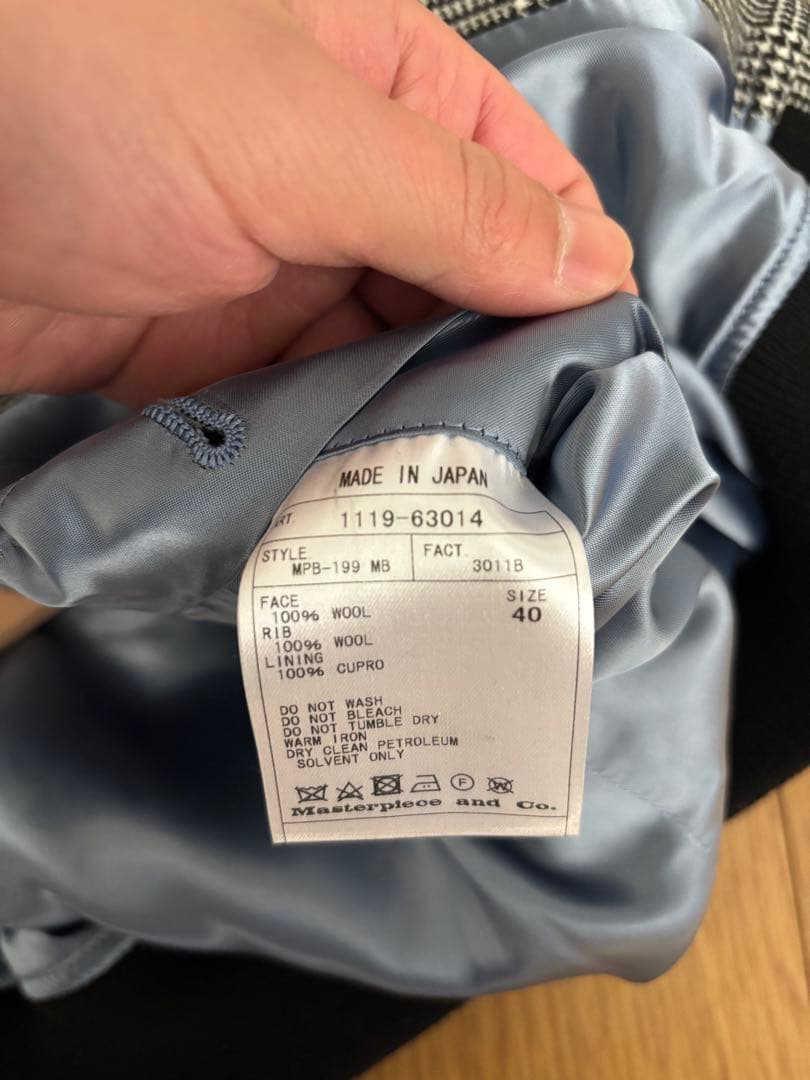 MADE IN JAPAN
ART. 1119-63014
STYLE FACT.
MPB-199 MB 3011B
FACE SIZE
100% WOOL 40
RIB
100% WOOL
LINING
100% CUPRO
DO NOT WASH
DO NOT BLEACH
DO NOT TUMBLE DRY
WARM IRON
DRY CLEAN PETROLEUM
SOLVENT ONLY
F W
Masterpiece and Co.